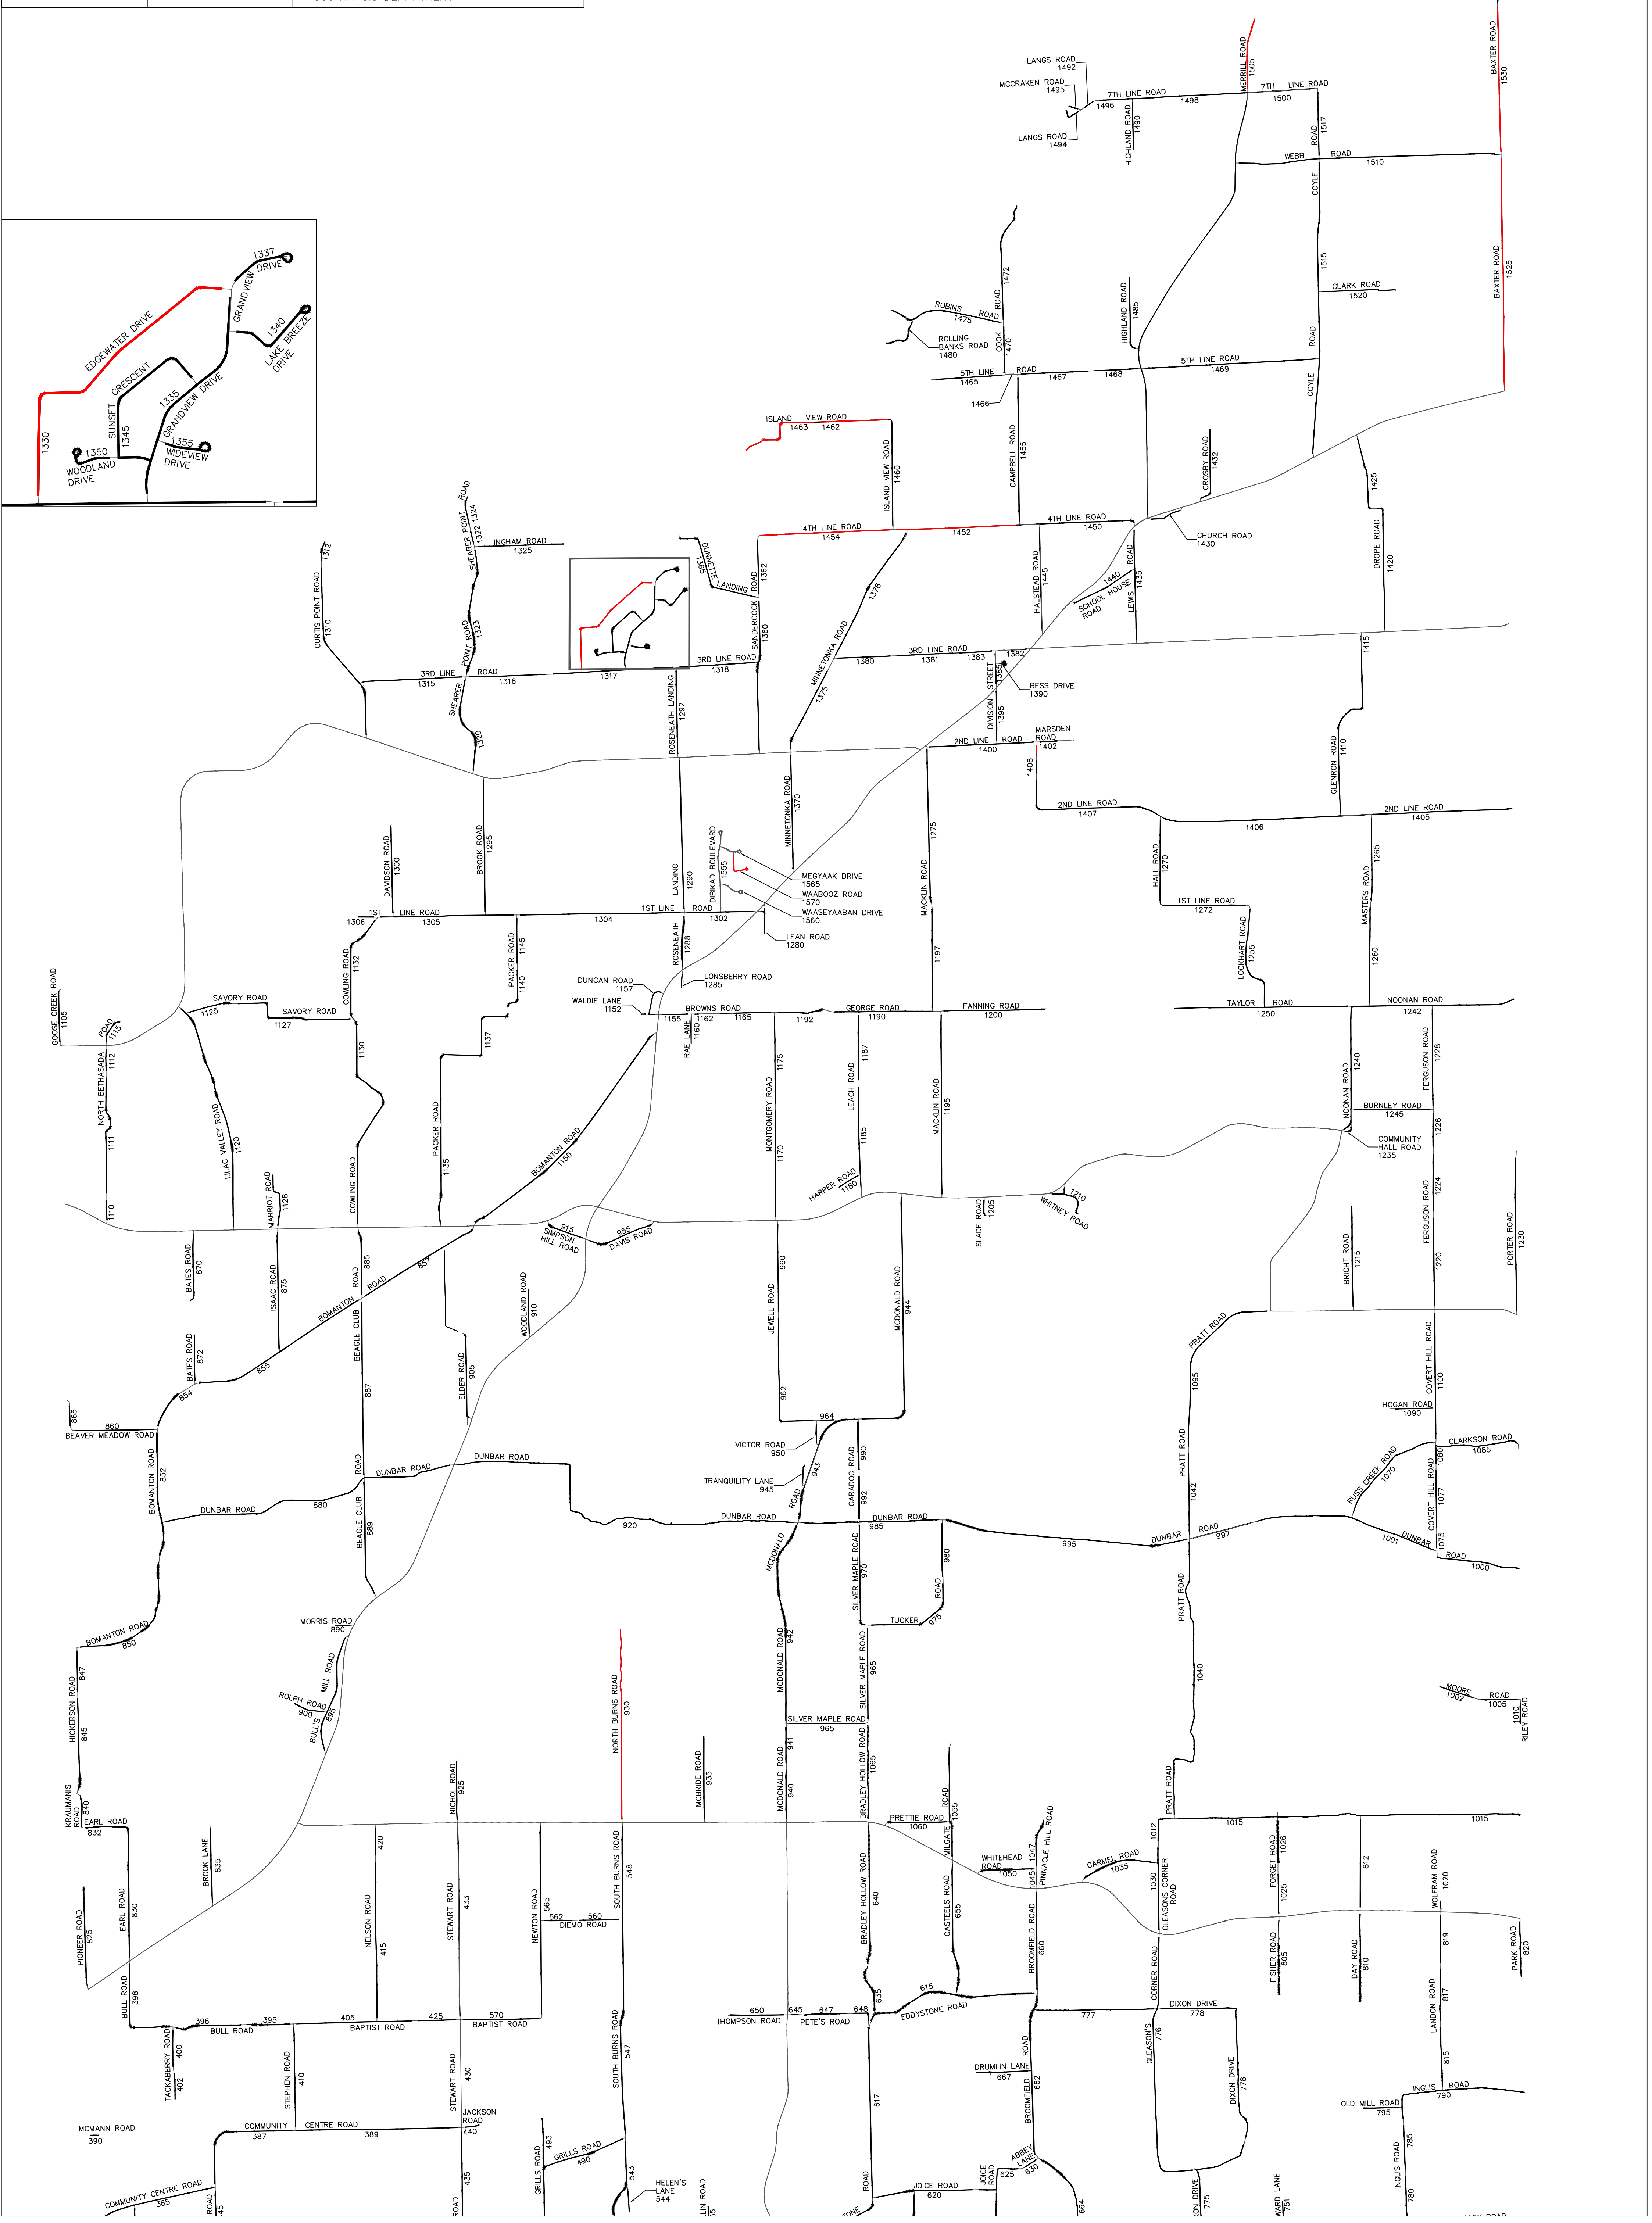 BAXTER ROAD
1530
MERRILL ROAD
1505
LANGS ROAD
1492
MCCRAKEN ROAD
1495
7TH LINE ROAD
1496
1498
7TH LINE ROAD
1500
LANGS ROAD
1494
HIGHLAND ROAD
1490
1517
WEBB ROAD
1510
COYLE ROAD
1515
CLARK ROAD
1520
BAXTER ROAD
1525
1337
GRANDVIEW DRIVE
EDGEWATER DRIVE
1330
1340
LAKE BREEZE
DRIVE
SUNSET CRESCENT
1345
1335
GRANDVIEW DRIVE
1350
WOODLAND
DRIVE
1355
WIDEVIEW
DRIVE
1472
COOK ROAD
1470
ROBINS ROAD
1475
ROLLING
BANKS ROAD
1480
HIGHLAND ROAD
1485
5TH LINE ROAD
1465
1466
1467
1468
5TH LINE ROAD
1469
COYLE ROAD
ISLAND VIEW ROAD
1463 1462
ISLAND VIEW ROAD
1460
CAMPBELL ROAD
1455
CROSBY ROAD
1432
1425
DROPE ROAD
1420
4TH LINE ROAD
1454
1452
4TH LINE ROAD
1450
CHURCH ROAD
1430
SHEARER POINT ROAD
1322 1324
INGHAM ROAD
1325
1312
CURTIS POINT ROAD
1310
DUNNETTE LANDING
1365
1362
SANDERCOCK ROAD
1360
1378
MINNETONKA ROAD
1375
HALSTEAD ROAD
1445
1440
SCHOOL HOUSE
ROAD
LEWIS ROAD
1435
SHEARER POINT ROAD
1323
1320
3RD LINE ROAD
1315
1316
1317
3RD LINE ROAD
1318
3RD LINE ROAD
1380
1381
1383
1382
1385
BESS DRIVE
1390
DIVISION STREET
1395
1415
GLENRON ROAD
1410
ROSENEATH LANDING
1292
MARSDEN
ROAD
1402
2ND LINE ROAD
1400
1408
2ND LINE ROAD
1407
1406
2ND LINE ROAD
1405
MINNETONKA ROAD
1370
BROOK ROAD
1295
DAVIDSON ROAD
1300
DIBIKAD BOULEVARD
1555
MEGYAAK DRIVE
1565
WAABOOZ ROAD
1570
WAASEYAABAN DRIVE
1560
MACKLIN ROAD
1275
HALL ROAD
1270
MASTERS ROAD
1265
1ST LINE ROAD
1306
1305
1304
1ST LINE ROAD
1302
ROSENEATH LANDING
1290
1288
LEAN ROAD
1280
1197
1ST LINE ROAD
1272
LOCKHART ROAD
1255
1260
COWLING ROAD
1132
PACKER ROAD
1145
1140
LONSBERRY ROAD
1285
DUNCAN ROAD
1157
WALDIE LANE
1152
GOOSE CREEK ROAD
1105
SAVORY ROAD
1125
SAVORY ROAD
1127
BROWNS ROAD
1155
1162
1165
RAE LANE
1160
1192
GEORGE ROAD
1190
FANNING ROAD
1200
TAYLOR ROAD
1250
NOONAN ROAD
1242
NORTH BETHASADA ROAD
1115
1112
1111
1110
1130
1137
LILAC VALLEY ROAD
1120
PACKER ROAD
1135
BOMANTON ROAD
1150
MONTGOMERY ROAD
1175
1170
LEACH ROAD
1187
1185
MACKLIN ROAD
1195
HARPER ROAD
1180
NOONAN ROAD
1240
FERGUSON ROAD
1228
BURNLEY ROAD
1245
1226
COMMUNITY
HALL ROAD
1235
MARRIOT ROAD
1128
COWLING ROAD
915
SIMPSON
HILL ROAD
955
DAVIS ROAD
SLADE ROAD
1205
1210
WHITNEY ROAD
FERGUSON ROAD
1224
1220
BRIGHT ROAD
1215
PORTER ROAD
1230
BATES ROAD
870
ISAAC ROAD
875
885
857
BOMANTON ROAD
855
BEAGLE CLUB ROAD
887
WOODLAND ROAD
910
JEWELL ROAD
960
962
MCDONALD ROAD
944
PRATT ROAD
1095
COVERT HILL ROAD
1100
BATES ROAD
872
854
ELDER ROAD
905
865
860
BEAVER MEADOW ROAD
964
VICTOR ROAD
950
TRANQUILITY LANE
945
943
CARADOC ROAD
990
992
HOGAN ROAD
1090
CLARKSON ROAD
1085
1080
RUSS CREEK ROAD
1070
COVERT HILL ROAD
1077
1075
BOMANTON ROAD
852
DUNBAR ROAD
880
DUNBAR ROAD
DUNBAR ROAD
920
DUNBAR ROAD
985
DUNBAR ROAD
995
DUNBAR ROAD
997
1001
DUNBAR ROAD
1000
PRATT ROAD
1042
BEAGLE CLUB ROAD
889
MCDONALD ROAD
SILVER MAPLE ROAD
970
980
TUCKER ROAD
975
PRATT ROAD
1040
BOMANTON ROAD
850
MORRIS ROAD
890
BULL'S MILL ROAD
895
ROLPH ROAD
900
847
HICKERSON ROAD
845
NORTH BURNS ROAD
930
MCDONALD ROAD
942
SILVER MAPLE ROAD
965
SILVER MAPLE ROAD
965
941
MCDONALD ROAD
940
BRADLEY HOLLOW ROAD
1065
MOORE ROAD
1002
1005
1010
RILEY ROAD
KRAUMANIS
ROAD
840
EARL ROAD
832
NICHOL ROAD
925
MCBRIDE ROAD
935
PRETTIE ROAD
1060
MILGATE ROAD
1055
PRATT ROAD
1015
1015
1012
BROOK LANE
835
EARL ROAD
830
PIONEER ROAD
825
420
NELSON ROAD
415
STEWART ROAD
433
NEWTON ROAD
565
562
560
DIEMO ROAD
SOUTH BURNS ROAD
548
BRADLEY HOLLOW ROAD
640
CASTEELS ROAD
655
WHITEHEAD
ROAD
1050
1047
1045
PINNACLE HILL ROAD
CARMEL ROAD
1035
1030
GLEASONS CORNER
ROAD
FORGET ROAD
1026
1025
812
WOLFRAM ROAD
1020
BROOMFIELD ROAD
660
FISHER ROAD
805
DAY ROAD
810
819
LANDON ROAD
817
815
PARK ROAD
820
BULL ROAD
398
396
BULL ROAD
395
405
BAPTIST ROAD
425
570
BAPTIST ROAD
635
615
EDDYSTONE ROAD
650
THOMPSON ROAD
645
647
PETE'S ROAD
648
777
DIXON DRIVE
778
GLEASON'S CORNER ROAD
776
TACKABERRY ROAD
400
402
STEPHEN ROAD
410
STEWART ROAD
430
SOUTH BURNS ROAD
547
617
DRUMLIN LANE
667
BROOMFIELD ROAD
662
DIXON DRIVE
778
INGLIS ROAD
790
OLD MILL ROAD
795
MCMANN ROAD
390
COMMUNITY CENTRE ROAD
387
389
JACKSON
ROAD
440
435
493
GRILLS ROAD
GRILLS ROAD
490
543
HELEN'S
LANE
544
ABBEY
LANE
630
JOICE
ROAD
625
JOICE ROAD
620
664
785
INGLIS ROAD
780
775
751
COMMUNITY CENTRE ROAD
385
ROAD
ROAD
ROAD